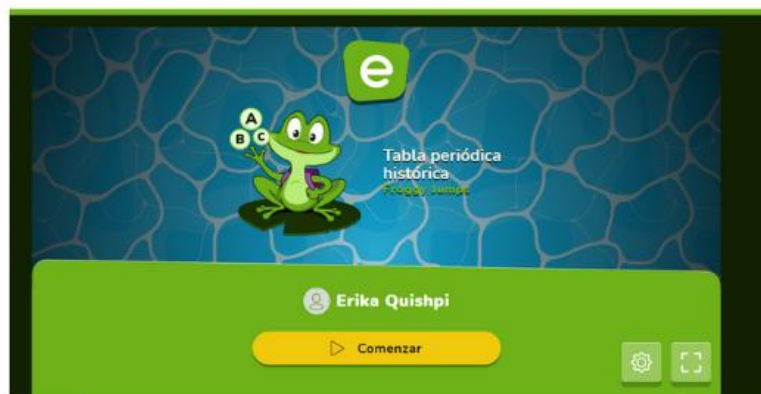 e
A
B C
Tabla periódica
histórica
Froggy Jumps
Erika Quishpi
Comenzar